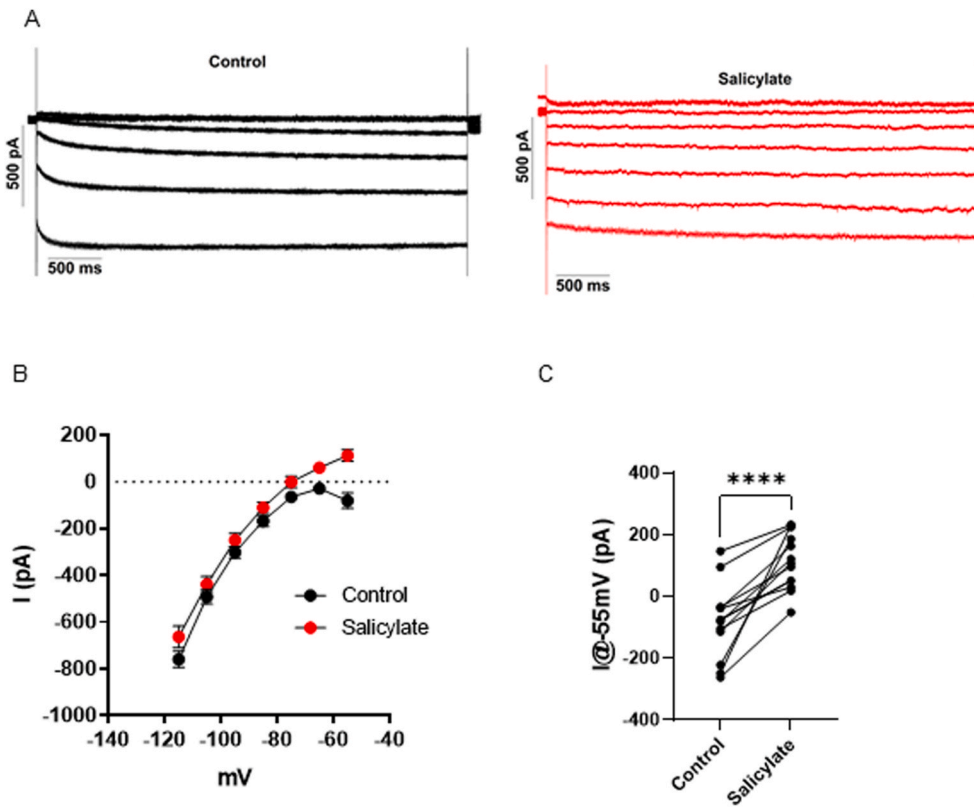 A
Control
500 pA
500 ms
Salicylate
500 pA
500 ms
B
200
0
-200
-400
-600
-800
-1000
I (pA)
-140 -120 -100 -80 -60 -40
mV
Control
Salicylate
C
****
400
200
0
-200
-400
I@-55mV (pA)
Control
Salicylate